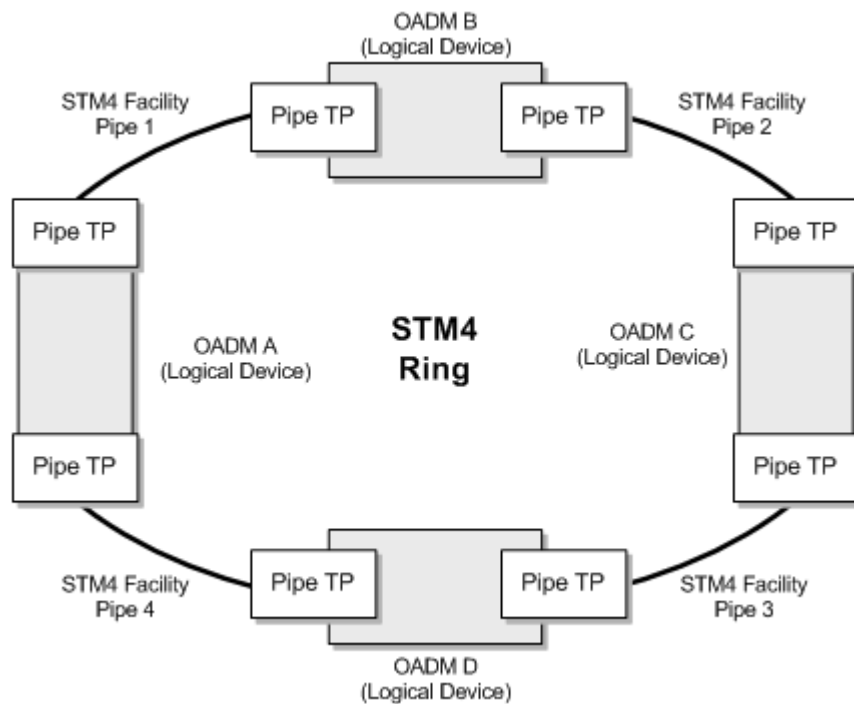 OADM B
(Logical Device)
STM4 Facility
Pipe 1
Pipe TP
Pipe TP
STM4 Facility
Pipe 2
Pipe TP
Pipe TP
OADM A
(Logical Device)
STM4
Ring
OADM C
(Logical Device)
Pipe TP
Pipe TP
STM4 Facility
Pipe 4
Pipe TP
Pipe TP
STM4 Facility
Pipe 3
OADM D
(Logical Device)